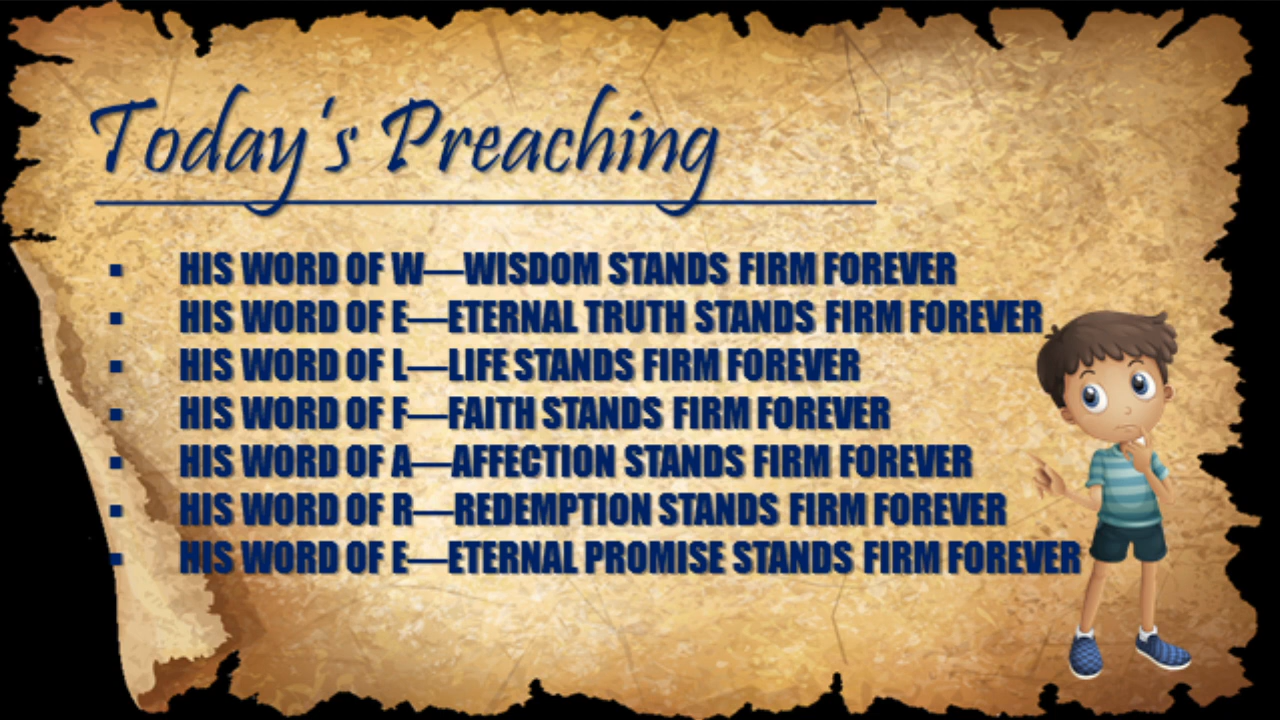 Today's Preaching
▪ HIS WORD OF W—WISDOM STANDS FIRM FOREVER
▪ HIS WORD OF E—ETERNAL TRUTH STANDS FIRM FOREVER
▪ HIS WORD OF L—LIFE STANDS FIRM FOREVER
▪ HIS WORD OF F—FAITH STANDS FIRM FOREVER
▪ HIS WORD OF A—AFFECTION STANDS FIRM FOREVER
▪ HIS WORD OF R—REDEMPTION STANDS FIRM FOREVER
▪ HIS WORD OF E—ETERNAL PROMISE STANDS FIRM FOREVER